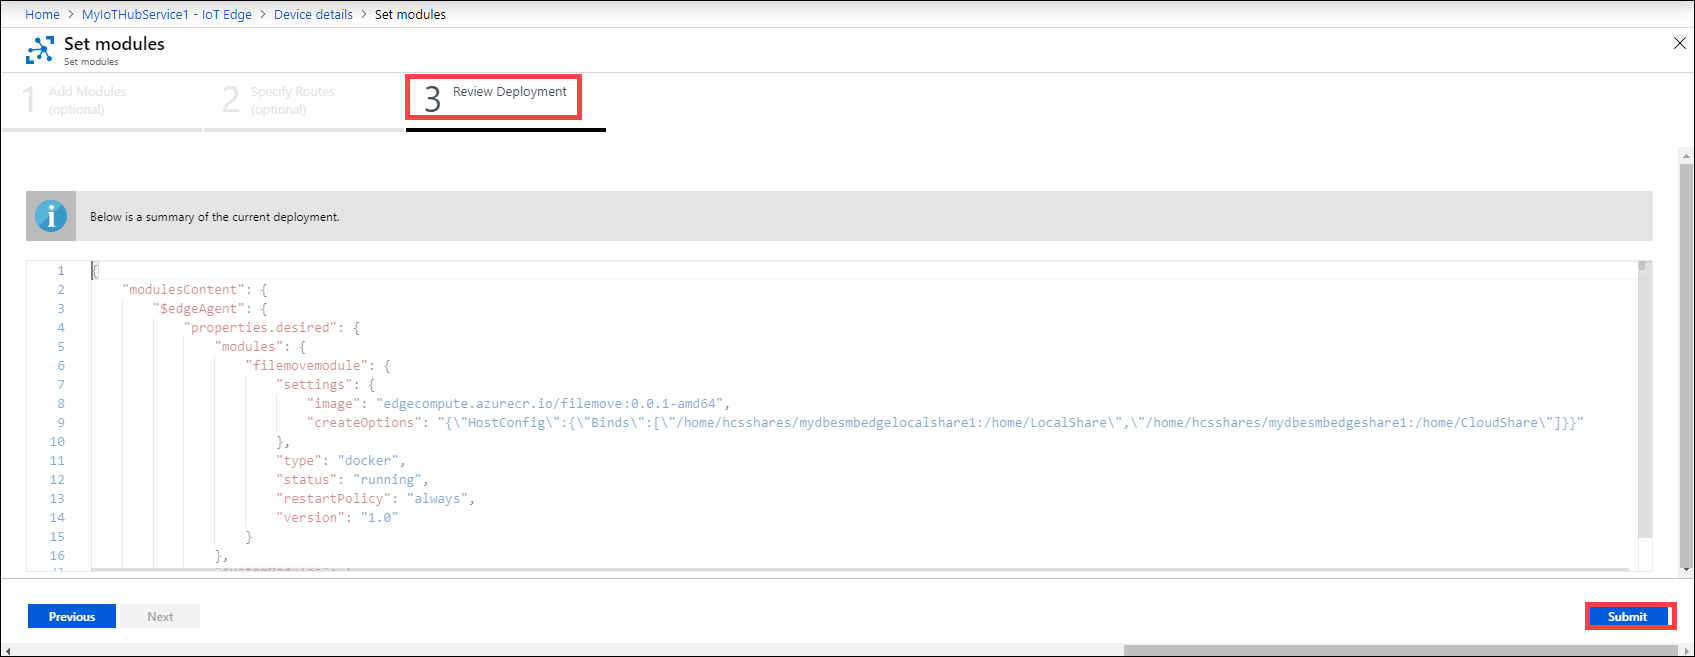 Home > MyIoTHubService1 - IoT Edge > Device details > Set modules
Set modules
Set modules
1 Add Modules
(optional)
2 Specify Routes
(optional)
3 Review Deployment
Below is a summary of the current deployment.
1 {
2 "modulesContent": {
3 "$edgeAgent": {
4 "properties.desired": {
5 "modules": {
6 "filemovemodule": {
7 "settings": {
8 "image": "edgecompute.azurecr.io/filemove:0.0.1-amd64",
9 "createOptions": "{\"HostConfig\":{\"Binds\":[\"/home/hcsshares/mydbesmbedgelocalshare1:/home/LocalShare\",\"/home/hcsshares/mydbesmbedgeshare1:/home/CloudShare\"]}}"
10 },
11 "type": "docker",
12 "status": "running",
13 "restartPolicy": "always",
14 "version": "1.0"
15 }
16 },
Previous
Next
Submit